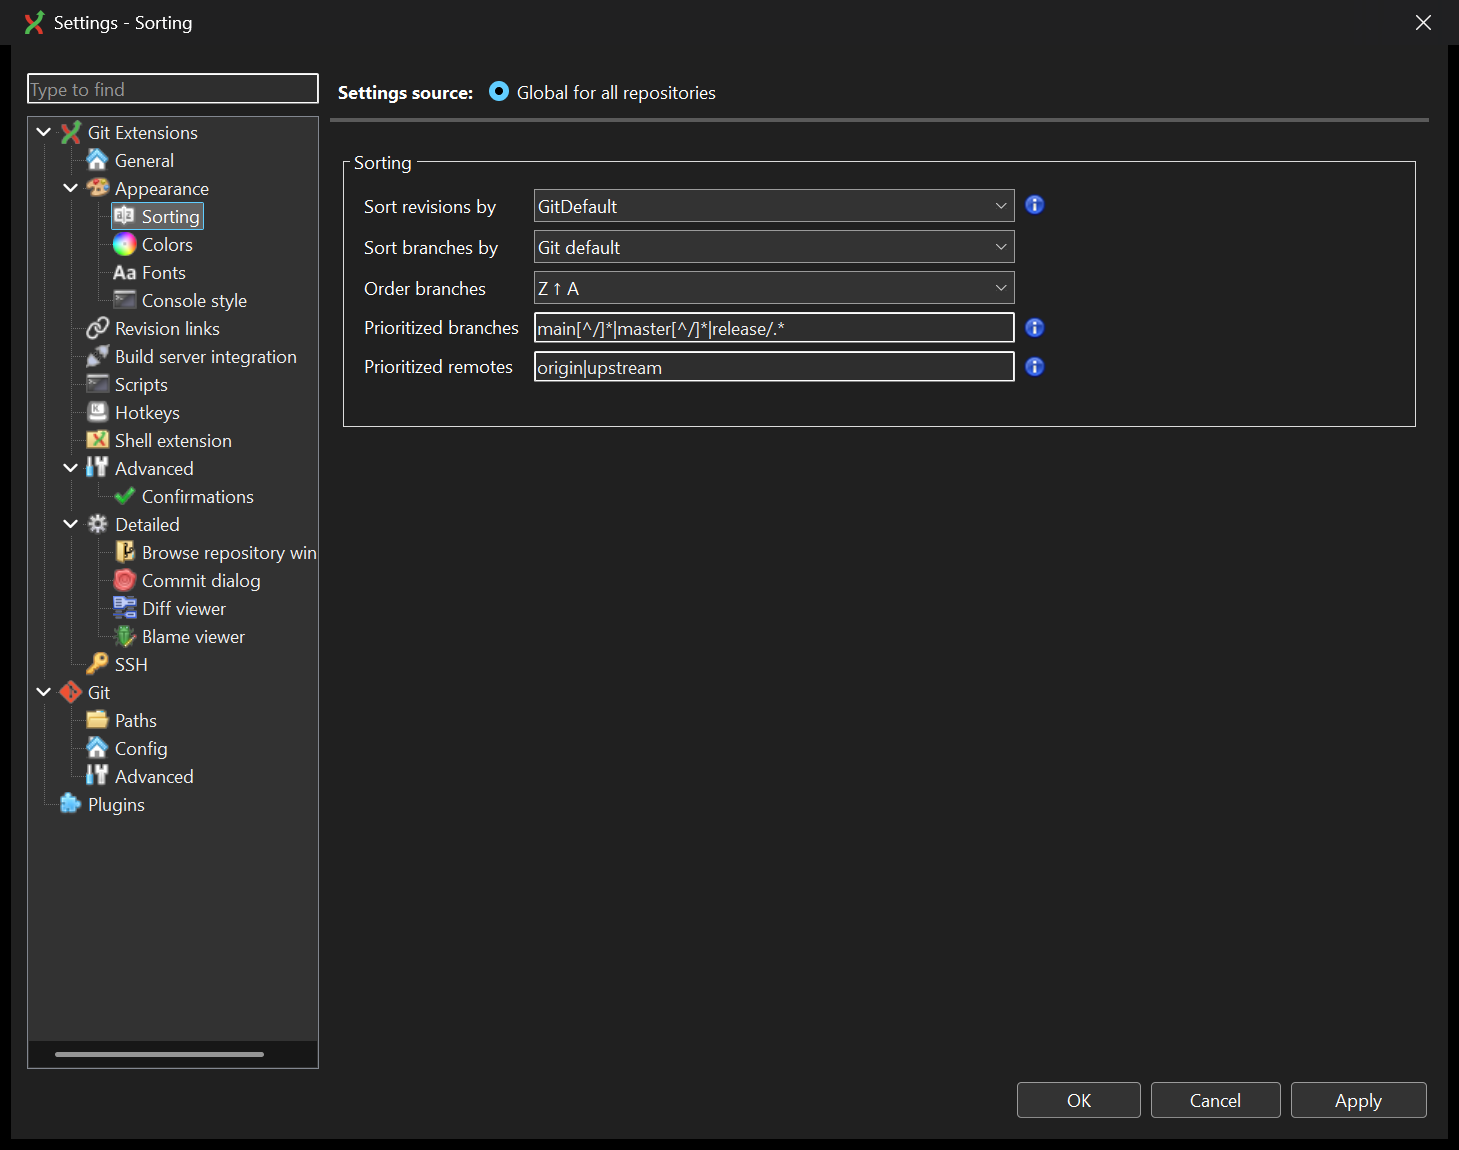 Settings - Sorting
Type to find
Git Extensions
General
Appearance
Sorting
Colors
Aa Fonts
Console style
Revision links
Build server integration
Scripts
Hotkeys
Shell extension
Advanced
Confirmations
Detailed
Browse repository win
Commit dialog
Diff viewer
Blame viewer
SSH
Git
Paths
Config
Advanced
Plugins
Settings source: Global for all repositories
Sorting
Sort revisions by GitDefault
Sort branches by Git default
Order branches Z ↑ A
Prioritized branches main[^/]*|master[^/]*|release/.*
Prioritized remotes origin|upstream
OK Cancel Apply